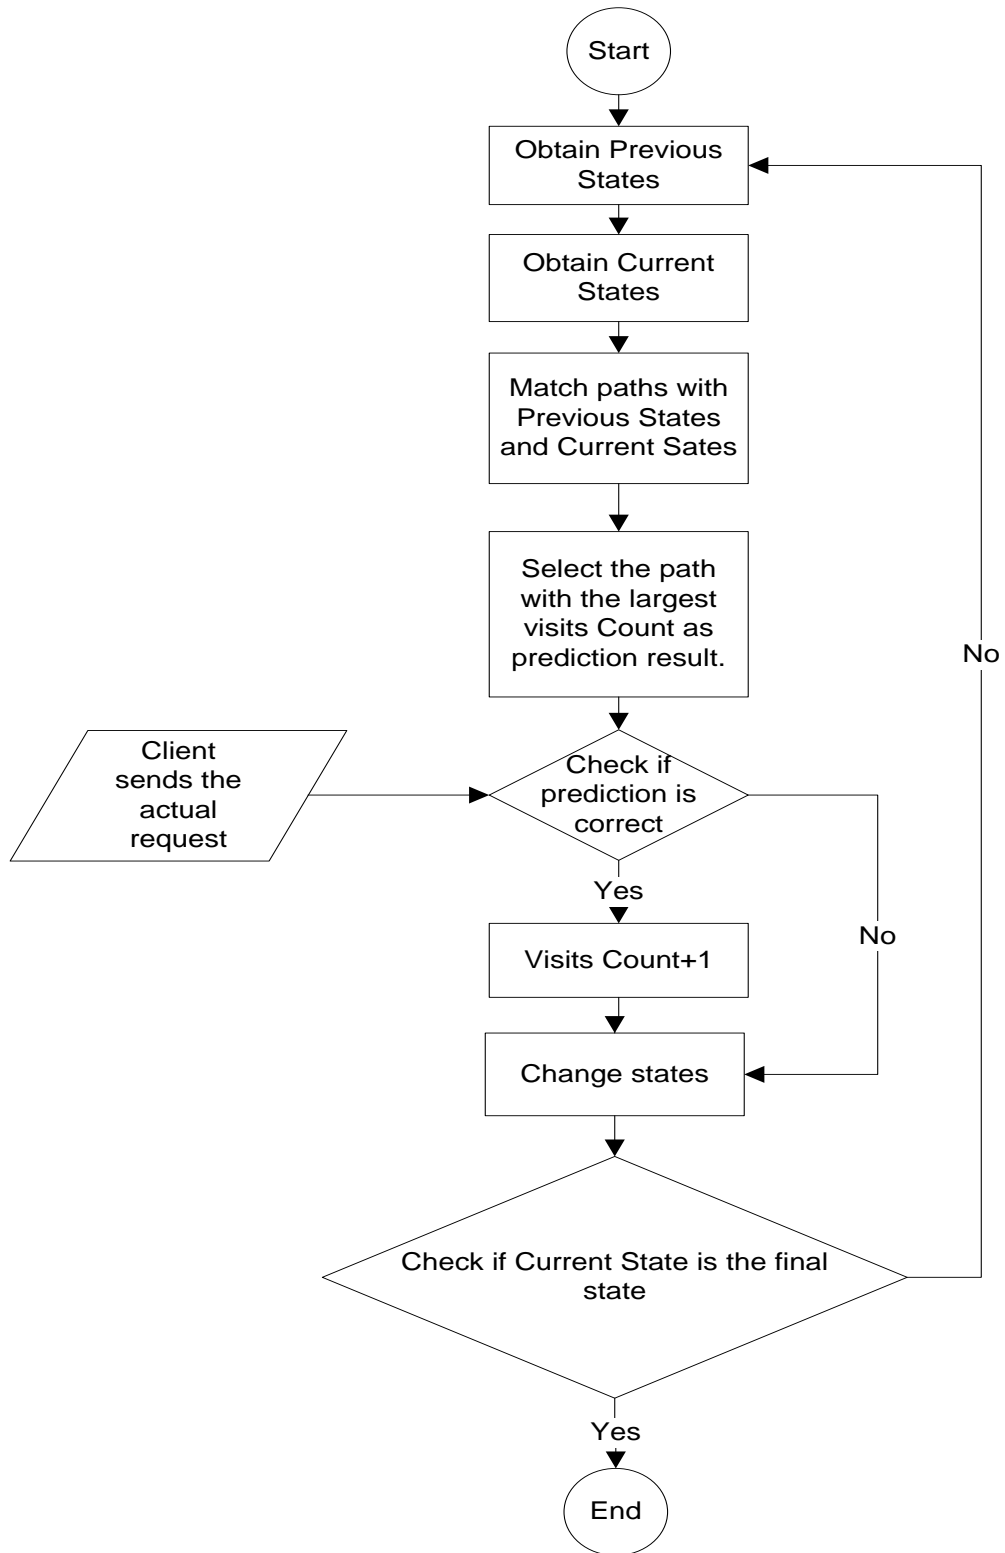 Start
Obtain Previous
States
Obtain Current
States
Match paths with
Previous States
and Current Sates
Select the path
with the largest
visits Count as
prediction result.
No
Client
sends the
actual
request
Check if
prediction is
correct
Yes
No
Visits Count+1
Change states
Check if Current State is the final
state
Yes
End